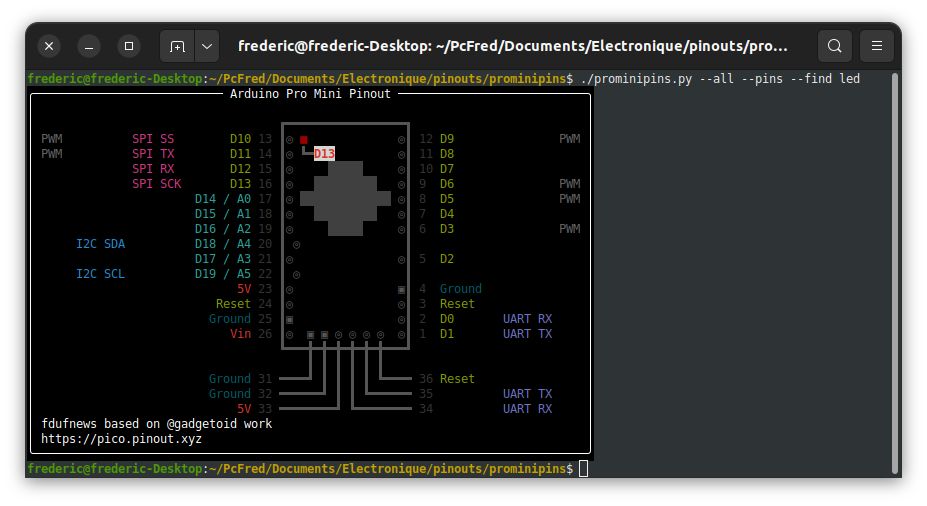 frederic@frederic-Desktop: ~/PcFred/Documents/Electronique/pinouts/pro...
frederic@frederic-Desktop:~/PcFred/Documents/Electronique/pinouts/prominipins$ ./prominipins.py --all --pins --find led
Arduino Pro Mini Pinout
PWM SPI SS D10 13 12 D9 PWM
PWM SPI TX D11 14 D13 11 D8
SPI RX D12 15 10 D7
SPI SCK D13 16 9 D6 PWM
D14 / A0 17 8 D5 PWM
D15 / A1 18 7 D4
D16 / A2 19 6 D3 PWM
I2C SDA D18 / A4 20
D17 / A3 21 5 D2
I2C SCL D19 / A5 22
5V 23 4 Ground
Reset 24 3 Reset
Ground 25 2 D0 UART RX
Vin 26 1 D1 UART TX
Ground 31 36 Reset
Ground 32 35 UART TX
5V 33 34 UART RX
fdufnews based on @gadgetoid work
https://pico.pinout.xyz
frederic@frederic-Desktop:~/PcFred/Documents/Electronique/pinouts/prominipins$